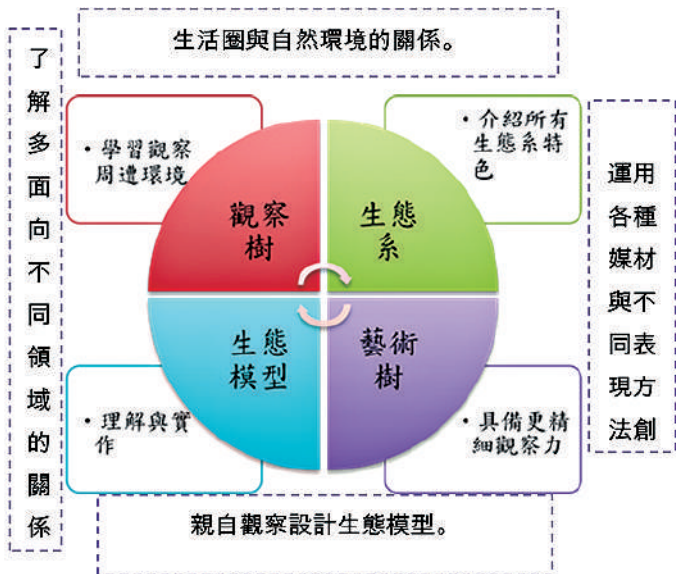 生活圈與自然環境的關係。
了解多面向不同領域的關係
• 學習觀察
周遭環境
• 介紹所有
生態系特
色
觀察
樹
生態
系
運用
各種
媒材
與不
同表
現方
法創
生態
模型
藝術
樹
• 理解與實
作
• 具備更精
細觀察力
親自觀察設計生態模型。